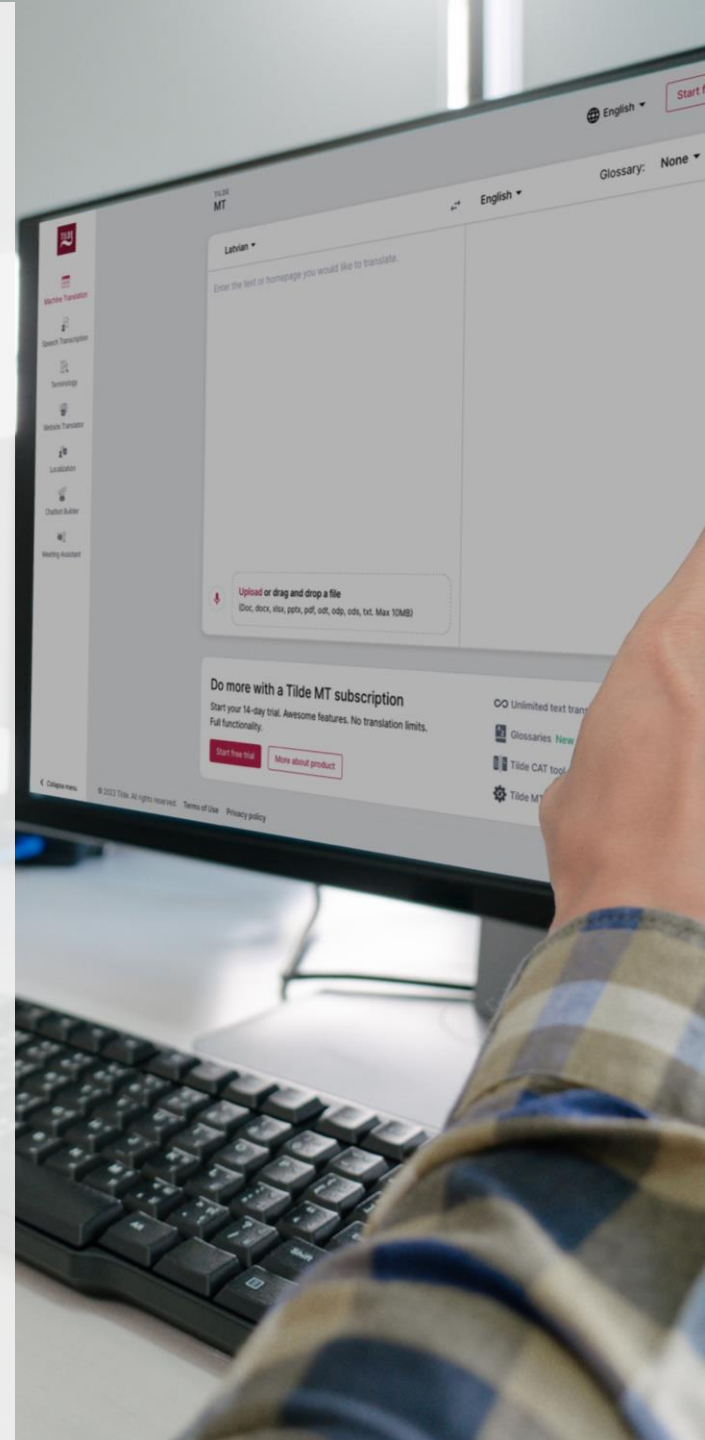 English
Start f
TILDE
MT
Latvian
English
Glossary: None
Enter the text or homepage you would like to translate.
TILDE
Machine Translation
Speech Transcription
Terminology
Website Translator
Localization
Chatbot Builder
Meeting Assistant
Upload or drag and drop a file
(Doc, docx, xlsx, pptx, pdf, odt, odp, ods, txt. Max 10MB)
Do more with a Tilde MT subscription
Start your 14-day trial. Awesome features. No translation limits.
Full functionality.
Start free trial
More about product
Unlimited text trans
Glossaries New
Tilde CAT tool
Tilde MT
Collapse menu
© 2023 Tilde. All rights reserved. Terms of Use Privacy policy
Shift